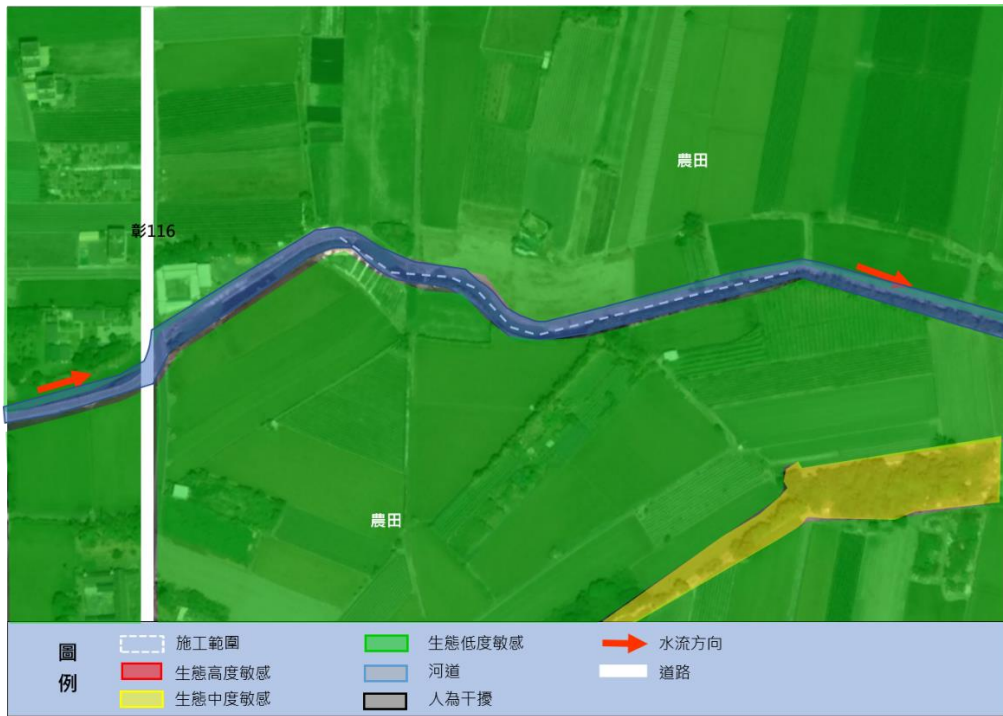 農田
彰116
農田
圖例
施工範圍
生態高度敏感
生態中度敏感
生態低度敏感
河道
人為干擾
水流方向
道路